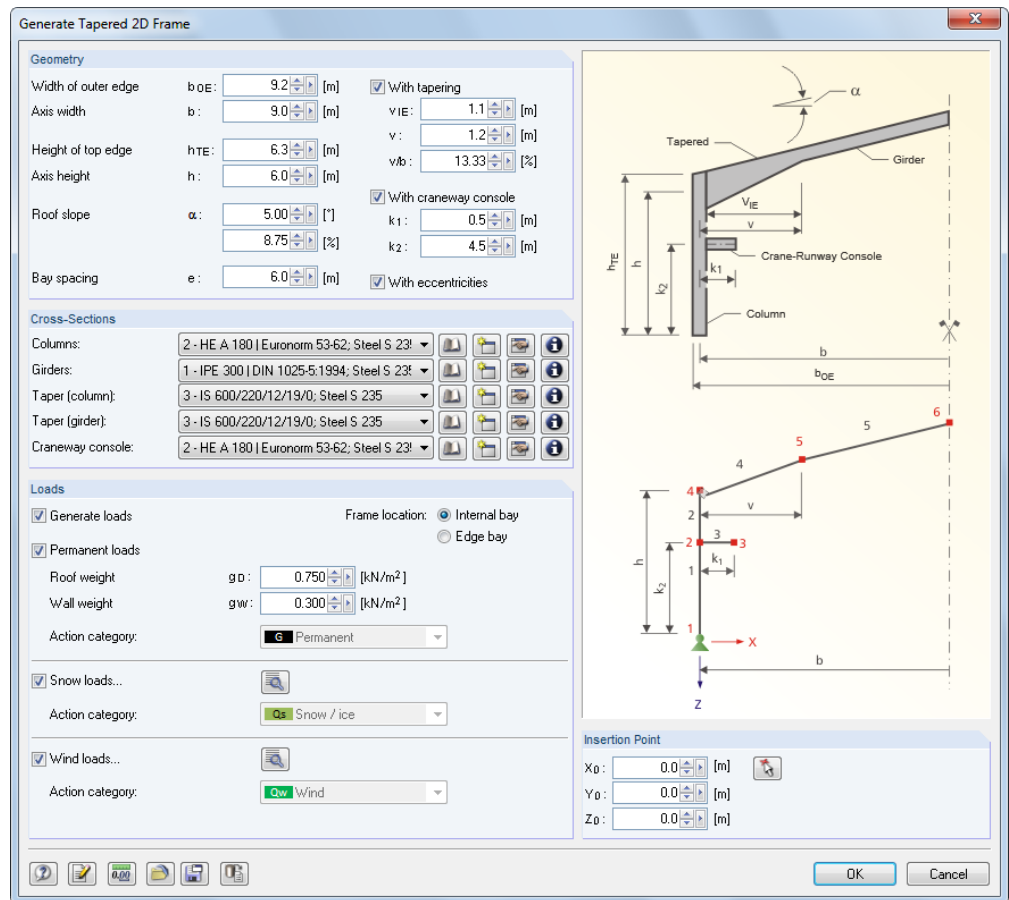 Generate Tapered 2D Frame
Geometry
Width of outer edge bOE: 9.2 [m]
With tapering
Axis width b: 9.0 [m]
vIE: 1.1 [m]
v: 1.2 [m]
Height of top edge hTE: 6.3 [m]
v/b: 13.33 [%]
Axis height h: 6.0 [m]
With craneway console
Roof slope α: 5.00 [°]
k1: 0.5 [m]
8.75 [%]
k2: 4.5 [m]
Bay spacing e: 6.0 [m]
With eccentricities
Cross-Sections
Columns: 2 - HE A 180 | Euronorm 53-62; Steel S 23
Girders: 1 - IPE 300 | DIN 1025-5:1994; Steel S 235
Taper (column): 3 - IS 600/220/12/19/0; Steel S 235
Taper (girder): 3 - IS 600/220/12/19/0; Steel S 235
Craneway console: 2 - HE A 180 | Euronorm 53-62; Steel S 23
Loads
Generate loads
Frame location: Internal bay
Edge bay
Permanent loads
Roof weight gD: 0.750 [kN/m²]
Wall weight gW: 0.300 [kN/m²]
Action category: G Permanent
Snow loads...
Action category: Qs Snow / ice
Wind loads...
Action category: Qw Wind
α
Tapered
Girder
VIE
v
Crane-Runway Console
hTE
h
k2
k1
Column
b
bOE
6
5
5
4
4
v
2
2
3
3
h
k1
1
k2
1
X
b
Z
Insertion Point
X0: 0.0 [m]
Y0: 0.0 [m]
Z0: 0.0 [m]
0.00
OK
Cancel